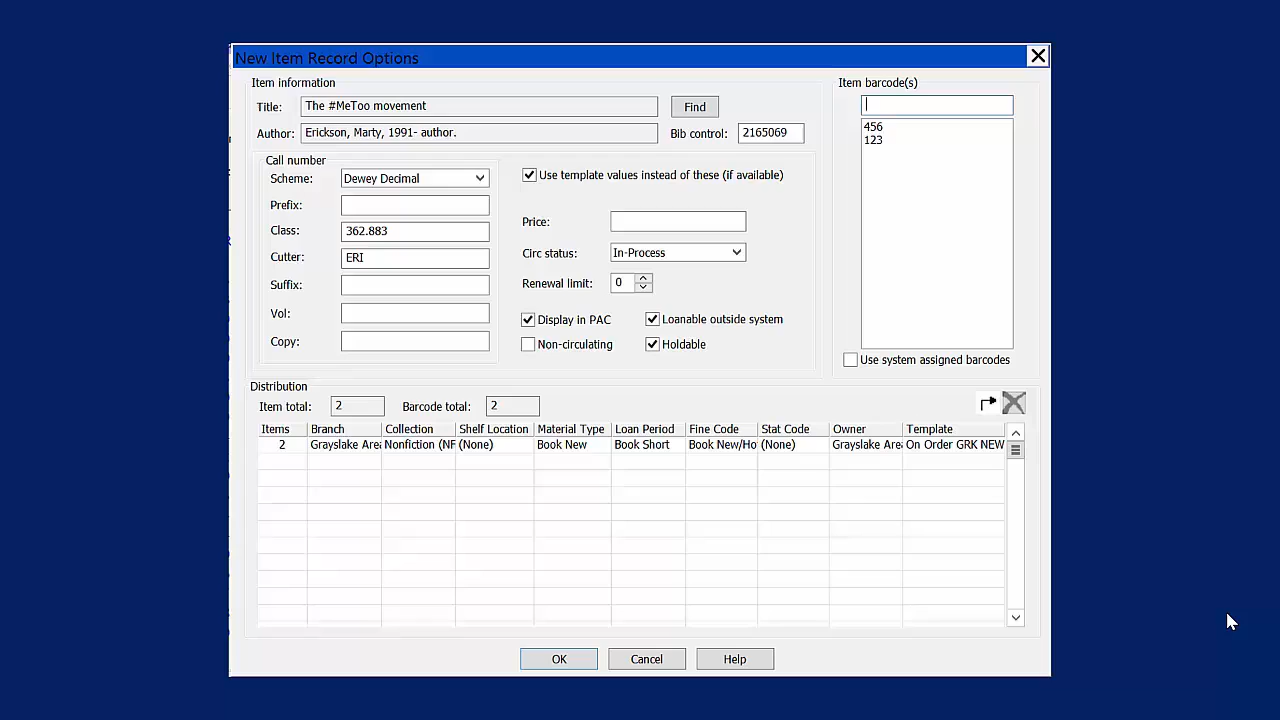 New Item Record Options
Item information
Title: The #MeToo movement Find
Author: Erickson, Marty, 1991- author. Bib control: 2165069
Call number
Scheme: Dewey Decimal
Prefix:
Class: 362.883
Cutter: ERI
Suffix:
Vol:
Copy:
Use template values instead of these (if available)
Price:
Circ status: In-Process
Renewal limit: 0
Display in PAC Loanable outside system
Non-circulating Holdable
Item barcode(s)
456
123
Use system assigned barcodes
Distribution
Item total: 2 Barcode total: 2
Items Branch Collection Shelf Location Material Type Loan Period Fine Code Stat Code Owner Template
2 Grayslake Area Nonfiction (NF (None) Book New Book Short Book New/Ho (None) Grayslake Area On Order GRK NEW
OK Cancel Help